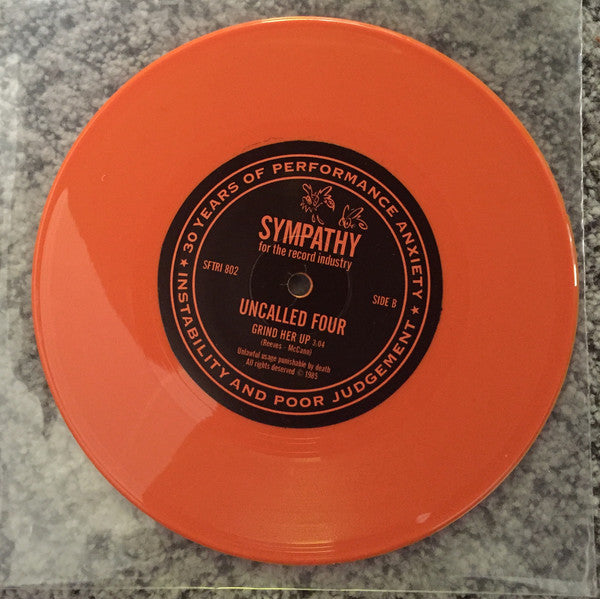 ★ 30 YEARS OF PERFORMANCE ANXIETY ★
INSTABILITY AND POOR JUDGEMENT
SYMPATHY
for the record industry
SFTRI 802
SIDE B
UNCALLED FOUR
GRIND HER UP 3:04
(Reeves - McCann)
Unlawful usage punishable by death
All rights deserved © 1985